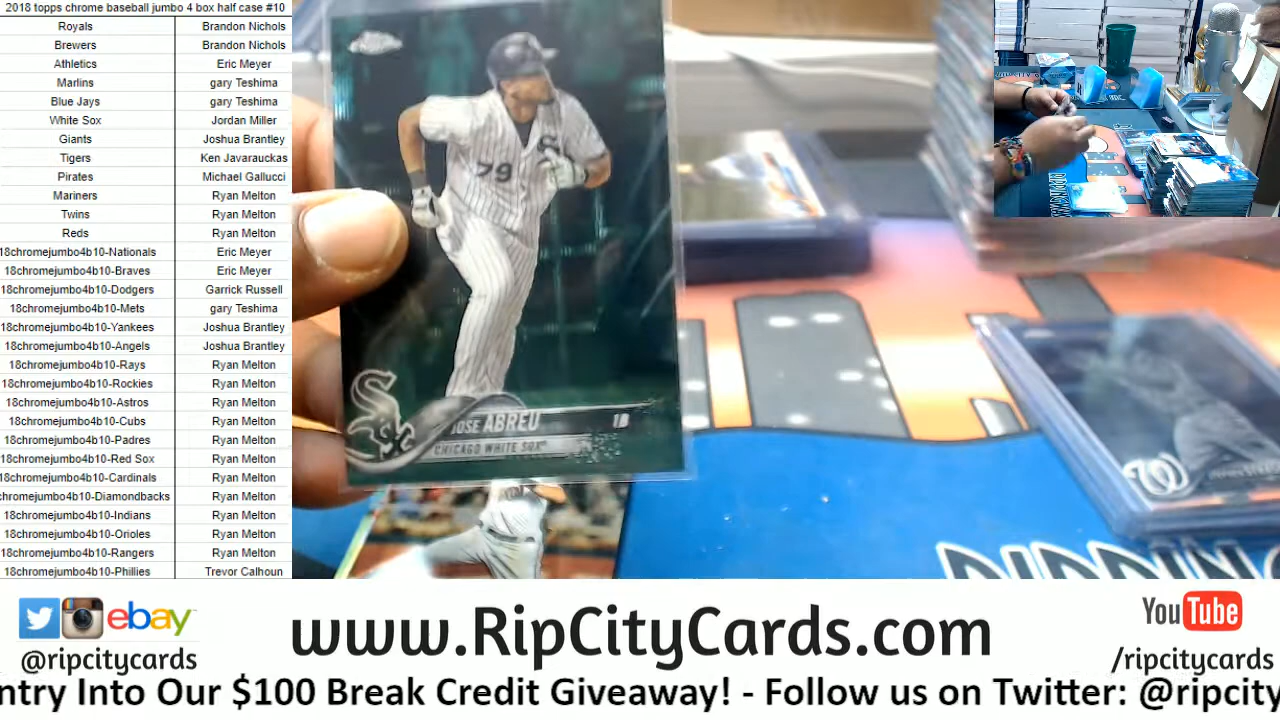 2018 topps chrome baseball jumbo 4 box half case #10
Royals Brandon Nichols
Brewers Brandon Nichols
Athletics Eric Meyer
Marlins gary Teshima
Blue Jays gary Teshima
White Sox Jordan Miller
Giants Joshua Brantley
Tigers Ken Javarauckas
Pirates Michael Gallucci
Mariners Ryan Melton
Twins Ryan Melton
Reds Ryan Melton
18chromejumbo4b10-Nationals Eric Meyer
18chromejumbo4b10-Braves Eric Meyer
18chromejumbo4b10-Dodgers Garrick Russell
18chromejumbo4b10-Mets gary Teshima
18chromejumbo4b10-Yankees Joshua Brantley
18chromejumbo4b10-Angels Joshua Brantley
18chromejumbo4b10-Rays Ryan Melton
18chromejumbo4b10-Rockies Ryan Melton
18chromejumbo4b10-Astros Ryan Melton
18chromejumbo4b10-Cubs Ryan Melton
18chromejumbo4b10-Padres Ryan Melton
18chromejumbo4b10-Red Sox Ryan Melton
18chromejumbo4b10-Cardinals Ryan Melton
chromejumbo4b10-Diamondbacks Ryan Melton
18chromejumbo4b10-Indians Ryan Melton
18chromejumbo4b10-Orioles Ryan Melton
18chromejumbo4b10-Rangers Ryan Melton
18chromejumbo4b10-Phillies Trevor Calhoun
79
Sox
JOSE ABREU 1B
CHICAGO WHITE SOX
W
ebay
@ripcitycards
www.RipCityCards.com
YouTube
/ripcitycards
ntry Into Our $100 Break Credit Giveaway! - Follow us on Twitter: @ripcity